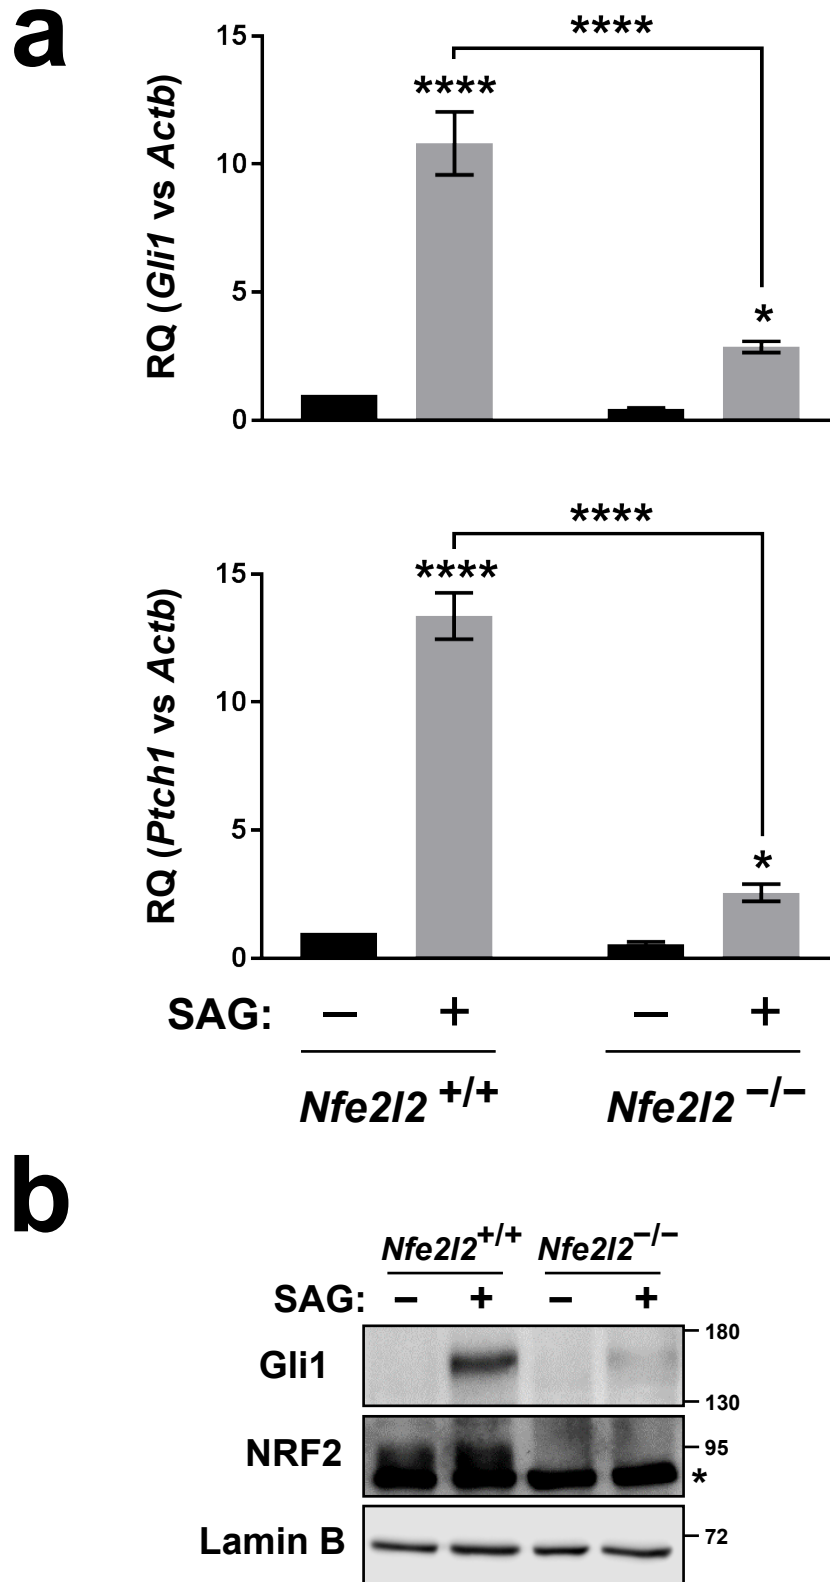 a
****
****
*
15
10
5
0
RQ (Gli1 vs Actb)
****
****
*
15
10
5
0
RQ (Ptch1 vs Actb)
SAG: – + – +
Nfe2l2 +/+ Nfe2l2 –/–
b
Nfe2l2+/+ Nfe2l2–/–
SAG: – + – +
Gli1
180
130
NRF2
95
*
Lamin B
72